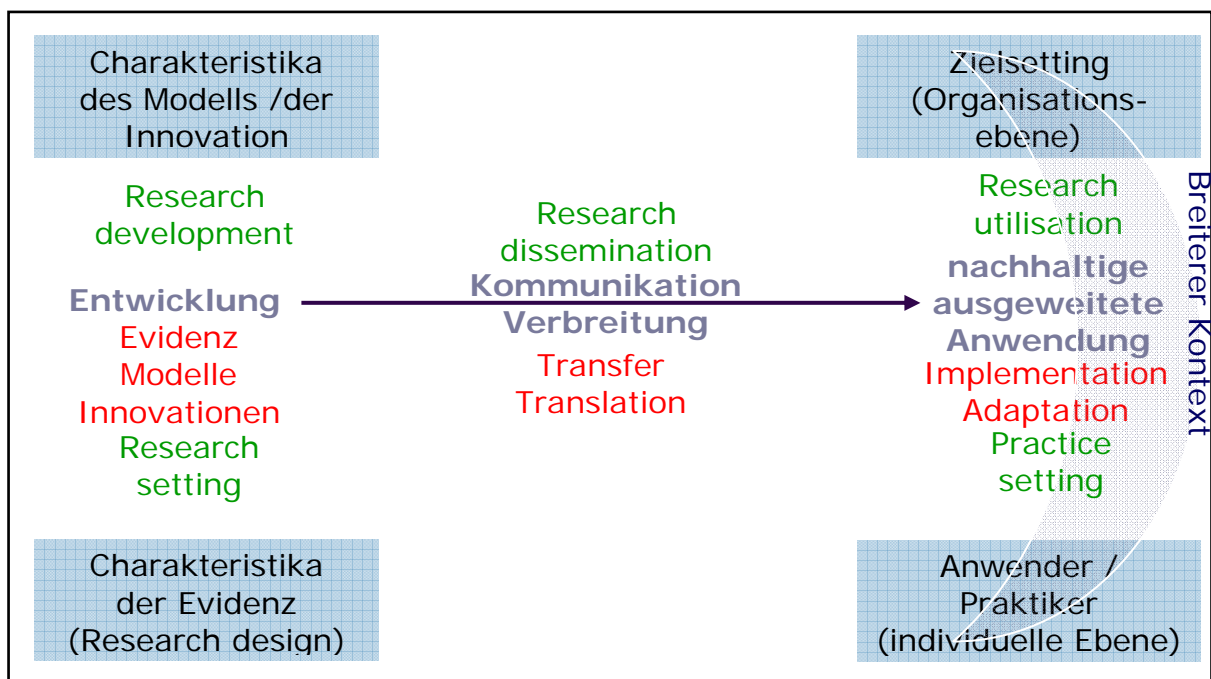 Charakteristika
des Modells /der
Innovation
Research
development
Entwicklung
Evidenz
Modelle
Innovationen
Research
setting
Charakteristika
der Evidenz
(Research design)
Research
dissemination
Kommunikation
Verbreitung
Transfer
Translation
Zielsetting
(Organisations-
ebene)
Research
utilisation
nachhaltige
ausgeweitete
Anwendung
Implementation
Adaptation
Practice
setting
Anwender /
Praktiker
(individuelle Ebene)
Breiterer Kontext